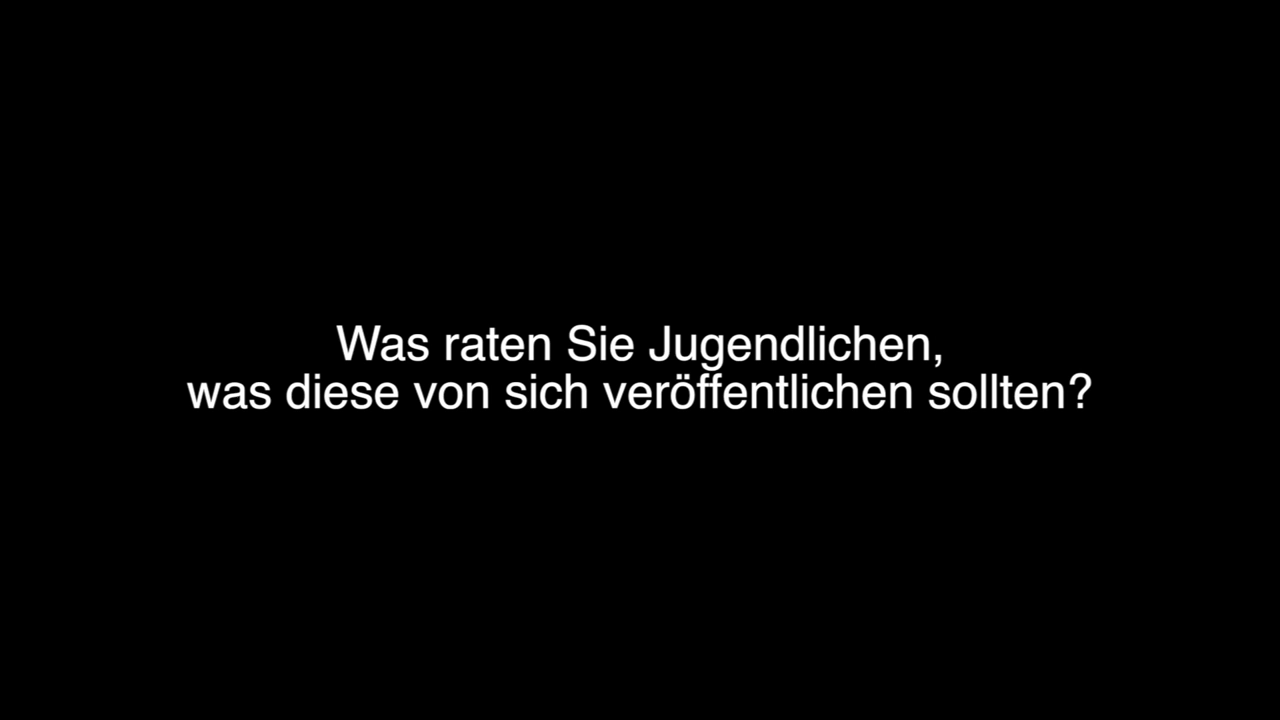 Was raten Sie Jugendlichen,
was diese von sich veröffentlichen sollten?